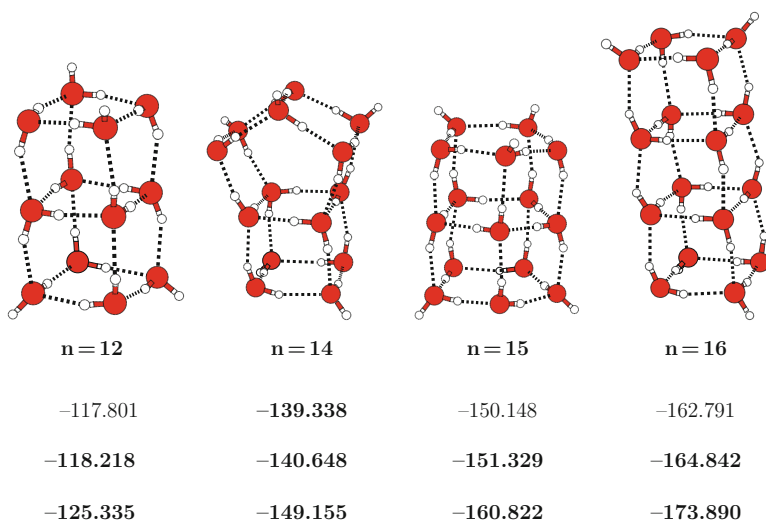 n = 12 n = 14 n = 15 n = 16
–117.801 –139.338 –150.148 –162.791
–118.218 –140.648 –151.329 –164.842
–125.335 –149.155 –160.822 –173.890